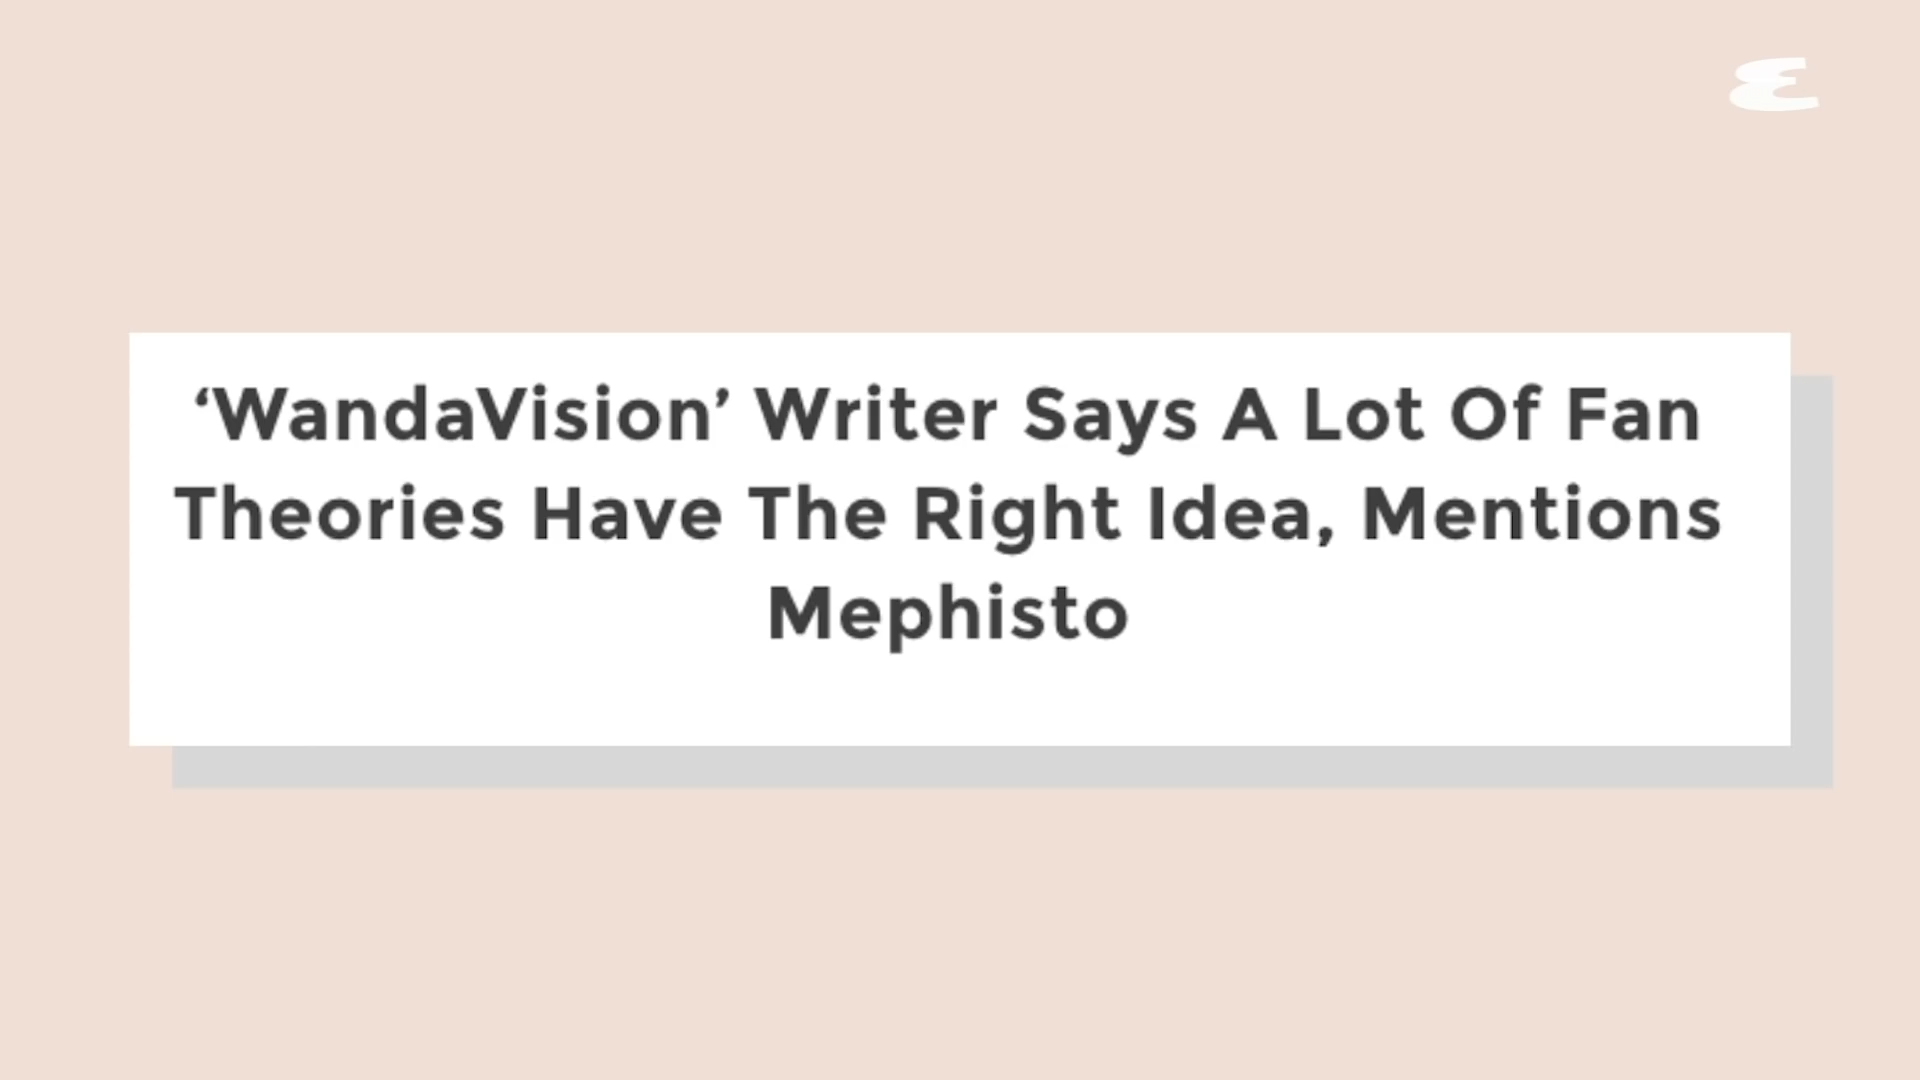 ‘WandaVision’ Writer Says A Lot Of Fan
Theories Have The Right Idea, Mentions
Mephisto